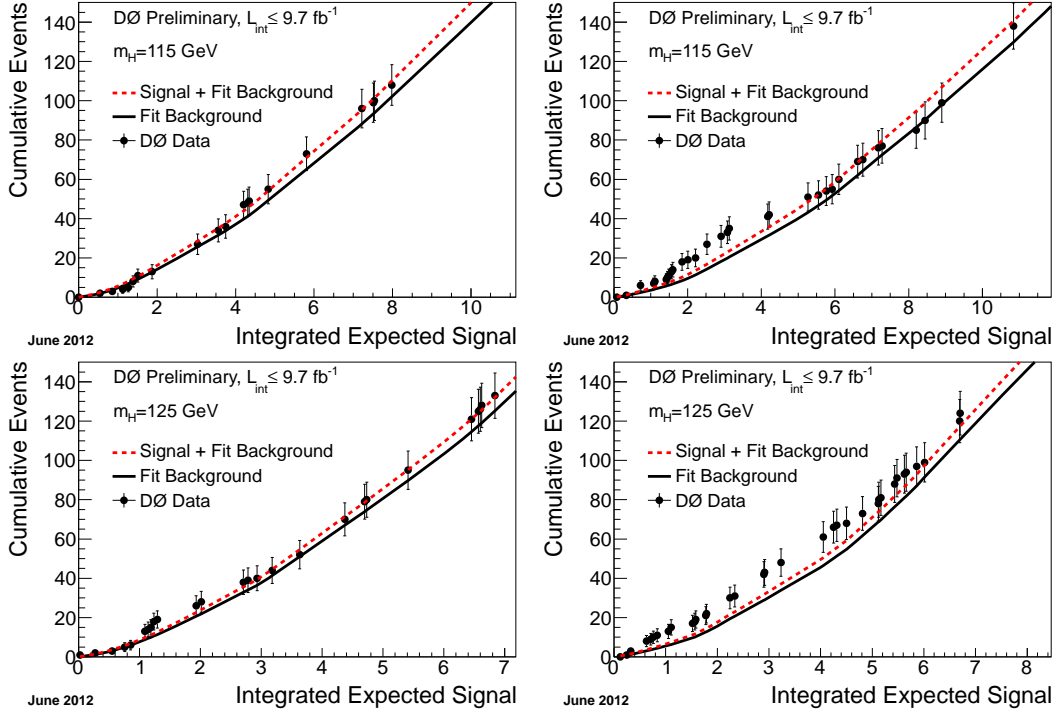 DØ Preliminary, L_int ≤ 9.7 fb⁻¹
m_H=115 GeV
Signal + Fit Background
Fit Background
DØ Data
Cumulative Events
0 20 40 60 80 100 120 140
0 2 4 6 8 10
Integrated Expected Signal
June 2012
DØ Preliminary, L_int ≤ 9.7 fb⁻¹
m_H=115 GeV
Signal + Fit Background
Fit Background
DØ Data
Cumulative Events
0 20 40 60 80 100 120 140
0 2 4 6 8 10
Integrated Expected Signal
June 2012
DØ Preliminary, L_int ≤ 9.7 fb⁻¹
m_H=125 GeV
Signal + Fit Background
Fit Background
DØ Data
Cumulative Events
0 20 40 60 80 100 120 140
0 1 2 3 4 5 6 7
Integrated Expected Signal
June 2012
DØ Preliminary, L_int ≤ 9.7 fb⁻¹
m_H=125 GeV
Signal + Fit Background
Fit Background
DØ Data
Cumulative Events
0 20 40 60 80 100 120 140
0 1 2 3 4 5 6 7 8
Integrated Expected Signal
June 2012